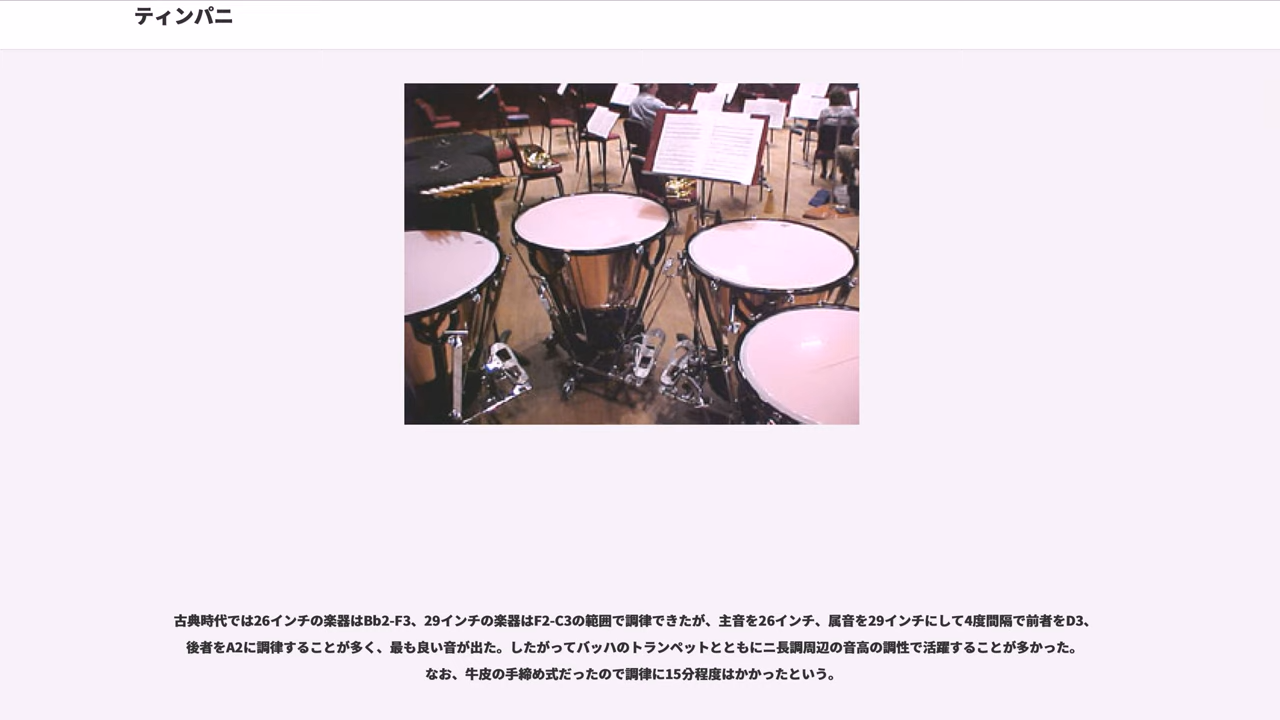 ティンパニ
古典時代では26インチの楽器はBb2-F3、29インチの楽器はF2-C3の範囲で調律できたが、主音を26インチ、属音を29インチにして4度間隔で前者をD3、
後者をA2に調律することが多く、最も良い音が出た。したがってバッハのトランペットとともにニ長調周辺の音高の調性で活躍することが多かった。
なお、牛皮の手締め式だったので調律に15分程度はかかったという。